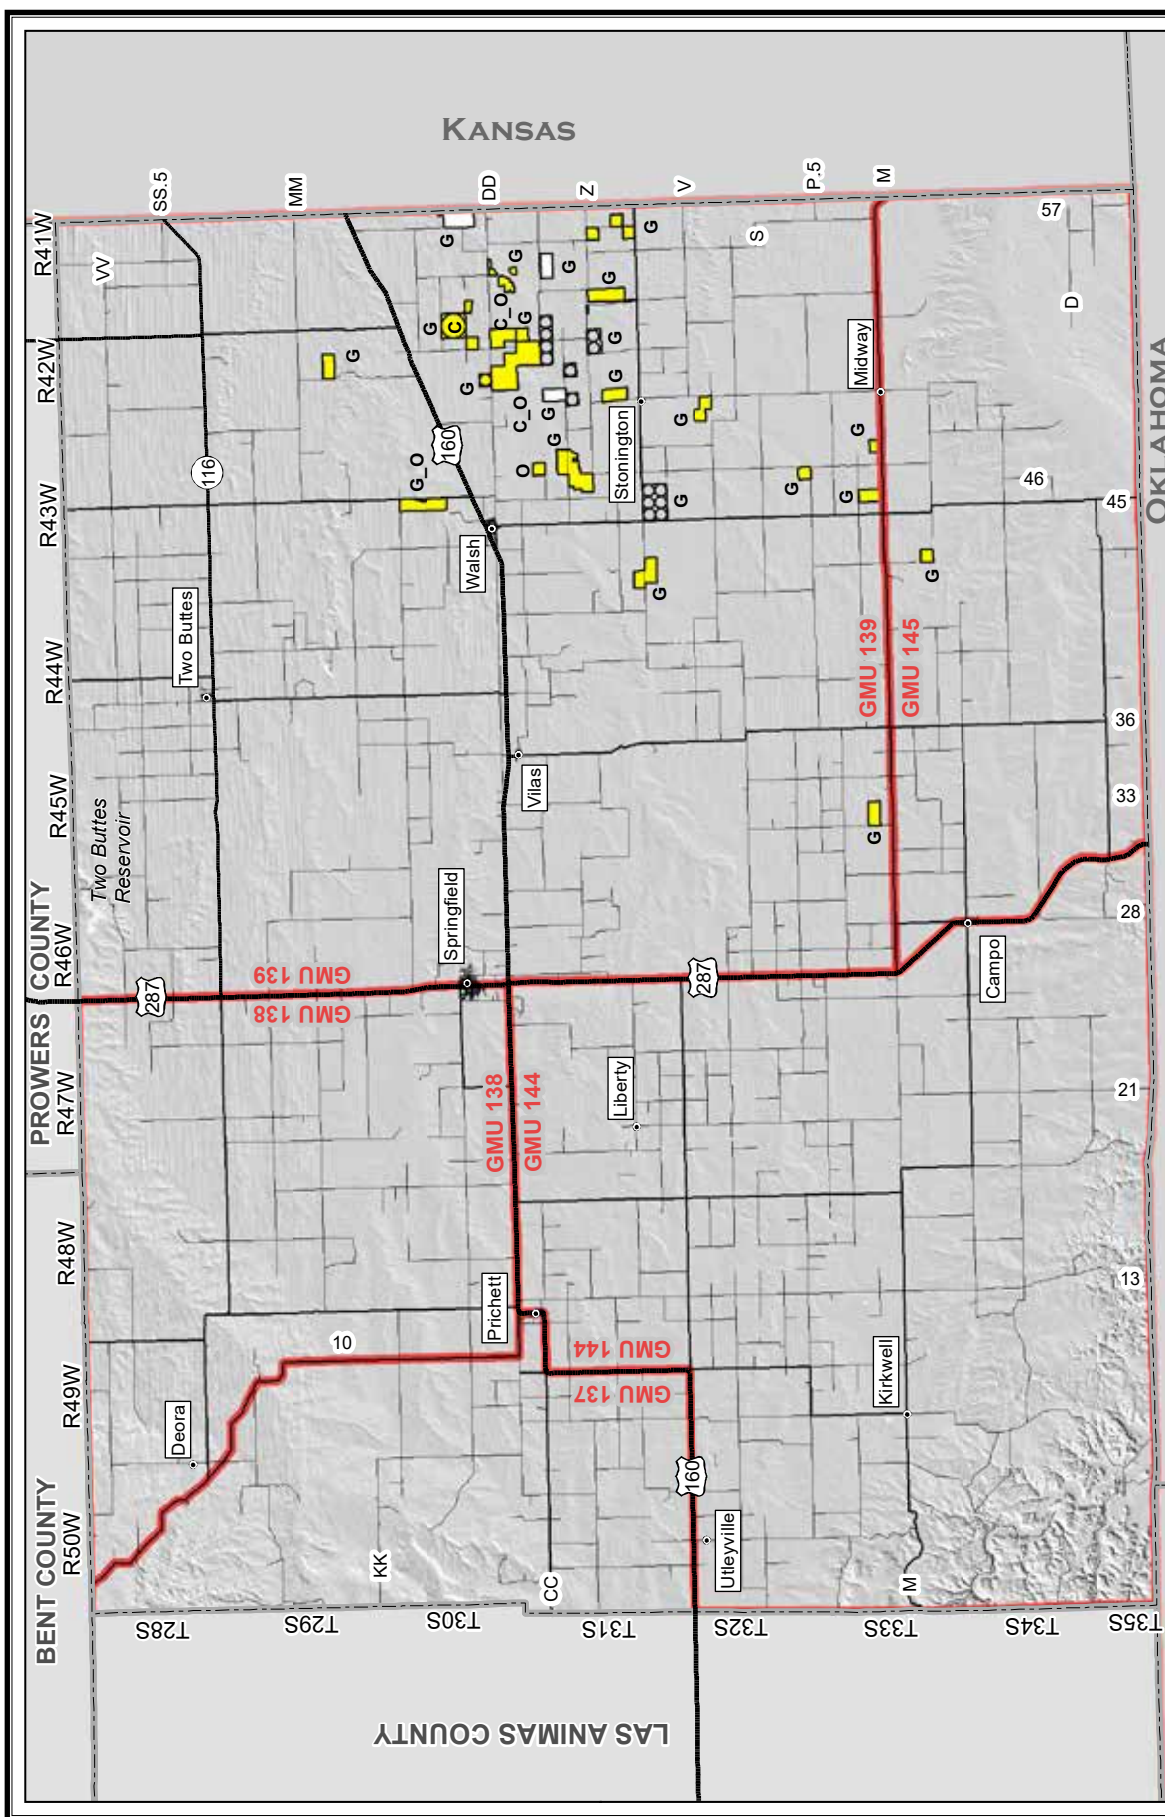 BENT COUNTY
PROWERS COUNTY
R50W
R49W
R48W
R47W
R46W
R45W
R44W
R43W
R42W
R41W
Two Buttes
Reservoir
T28S
T29S
T30S
T31S
T32S
T33S
T34S
T35S
LAS ANIMAS COUNTY
KANSAS
OKLAHOMA
VV
SS.5
MM
DD
Z
V
S
P.5
M
D
KK
CC
M
10
13
21
28
33
36
45
46
57
287
287
160
160
116
GMU 138
GMU 139
GMU 138
GMU 144
GMU 137
GMU 144
GMU 139
GMU 145
Deora
Two Buttes
Springfield
Walsh
Vilas
Prichett
Liberty
Stonington
Utleyville
Kirkwell
Campo
Midway
G
G_O
G
C
G
C_O
G
G
G
C_O
G
G
O
G
G
G
G
G
G
G
G
G
G
G
G
G